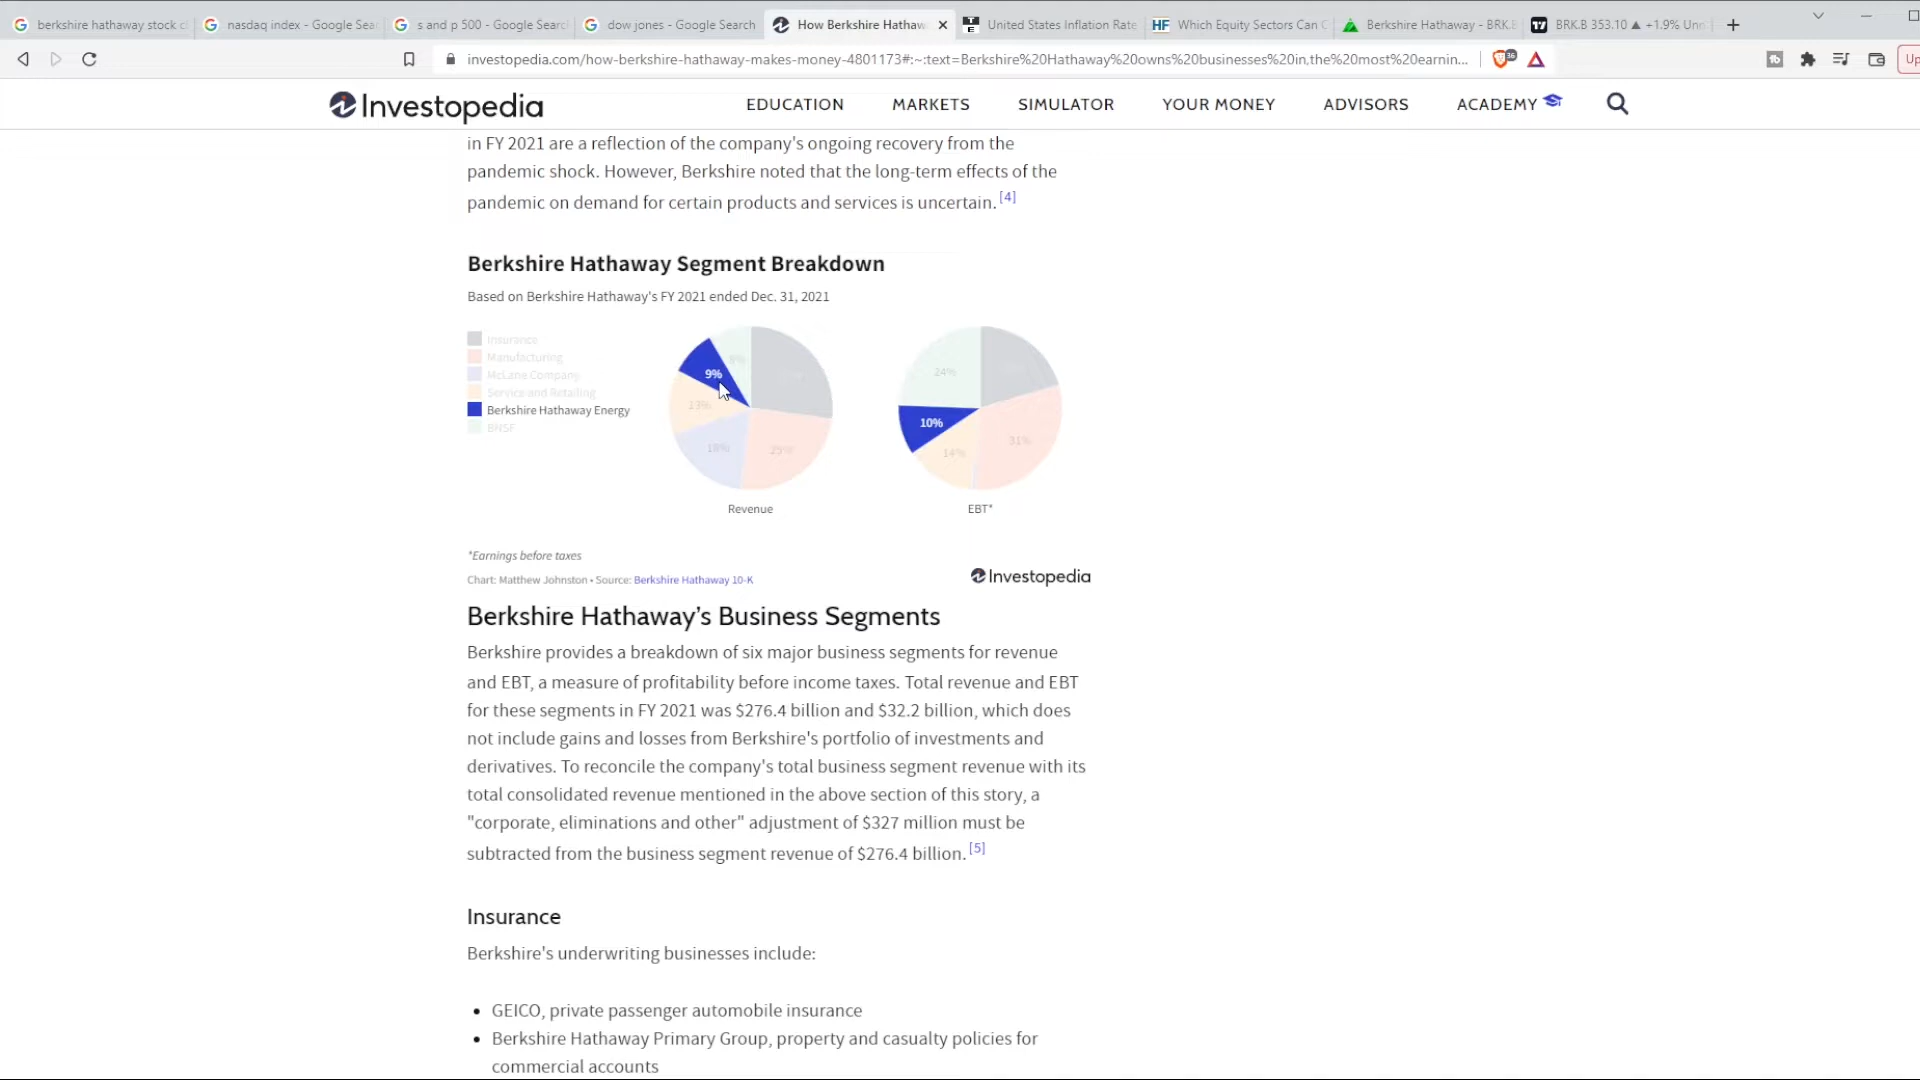 berkshire hathaway stock c
nasdaq index - Google Sear
s and p 500 - Google Search
dow jones - Google Search
How Berkshire Hathaw
United States Inflation Rate
Which Equity Sectors Can C
Berkshire Hathaway - BRK.B
BRK.B 353.10 ▲ +1.9% Unn
investopedia.com/how-berkshire-hathaway-makes-money-4801173#:~:text=Berkshire%20Hathaway%20owns%20businesses%20in,the%20most%20earnin...
Up
Investopedia
EDUCATION
MARKETS
SIMULATOR
YOUR MONEY
ADVISORS
ACADEMY
in FY 2021 are a reflection of the company's ongoing recovery from the
pandemic shock. However, Berkshire noted that the long-term effects of the
pandemic on demand for certain products and services is uncertain. [4]
Berkshire Hathaway Segment Breakdown
Based on Berkshire Hathaway's FY 2021 ended Dec. 31, 2021
Insurance
Manufacturing
McLane Company
Service and Retailing
Berkshire Hathaway Energy
BNSF
8%
9%
13%
18%
25%
Revenue
24%
10%
14%
31%
EBT*
*Earnings before taxes
Chart: Matthew Johnston • Source: Berkshire Hathaway 10-K
Investopedia
Berkshire Hathaway's Business Segments
Berkshire provides a breakdown of six major business segments for revenue
and EBT, a measure of profitability before income taxes. Total revenue and EBT
for these segments in FY 2021 was $276.4 billion and $32.2 billion, which does
not include gains and losses from Berkshire's portfolio of investments and
derivatives. To reconcile the company's total business segment revenue with its
total consolidated revenue mentioned in the above section of this story, a
"corporate, eliminations and other" adjustment of $327 million must be
subtracted from the business segment revenue of $276.4 billion. [5]
Insurance
Berkshire's underwriting businesses include:
• GEICO, private passenger automobile insurance
• Berkshire Hathaway Primary Group, property and casualty policies for
commercial accounts